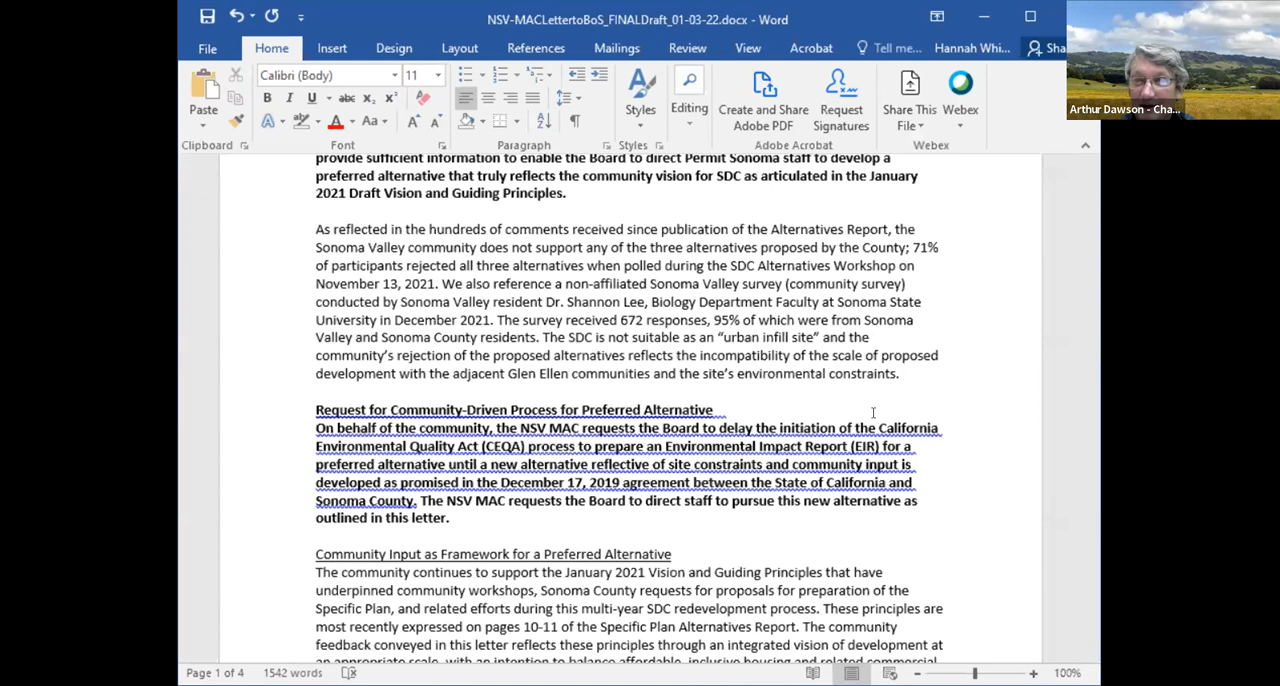 NSV-MACLettertoBoS_FINALDraft_01-03-22.docx - Word
File Home Insert Design Layout References Mailings Review View Acrobat Tell me... Hannah Whi... Sha
Arthur Dawson - Cha...
Calibri (Body) 11
Paste Styles Editing Create and Share Adobe PDF Request Signatures Share This File Webex
Clipboard Font Paragraph Styles Adobe Acrobat Webex
provide sufficient information to enable the Board to direct Permit Sonoma staff to develop a
preferred alternative that truly reflects the community vision for SDC as articulated in the January
2021 Draft Vision and Guiding Principles.
As reflected in the hundreds of comments received since publication of the Alternatives Report, the
Sonoma Valley community does not support any of the three alternatives proposed by the County; 71%
of participants rejected all three alternatives when polled during the SDC Alternatives Workshop on
November 13, 2021. We also reference a non-affiliated Sonoma Valley survey (community survey)
conducted by Sonoma Valley resident Dr. Shannon Lee, Biology Department Faculty at Sonoma State
University in December 2021. The survey received 672 responses, 95% of which were from Sonoma
Valley and Sonoma County residents. The SDC is not suitable as an “urban infill site” and the
community’s rejection of the proposed alternatives reflects the incompatibility of the scale of proposed
development with the adjacent Glen Ellen communities and the site’s environmental constraints.
Request for Community-Driven Process for Preferred Alternative
On behalf of the community, the NSV MAC requests the Board to delay the initiation of the California
Environmental Quality Act (CEQA) process to prepare an Environmental Impact Report (EIR) for a
preferred alternative until a new alternative reflective of site constraints and community input is
developed as promised in the December 17, 2019 agreement between the State of California and
Sonoma County. The NSV MAC requests the Board to direct staff to pursue this new alternative as
outlined in this letter.
Community Input as Framework for a Preferred Alternative
The community continues to support the January 2021 Vision and Guiding Principles that have
underpinned community workshops, Sonoma County requests for proposals for preparation of the
Specific Plan, and related efforts during this multi-year SDC redevelopment process. These principles are
most recently expressed on pages 10-11 of the Specific Plan Alternatives Report. The community
feedback conveyed in this letter reflects these principles through an integrated vision of development at
an appropriate scale, with an intention to balance affordable, inclusive housing and related commercial
Page 1 of 4 1542 words 100%